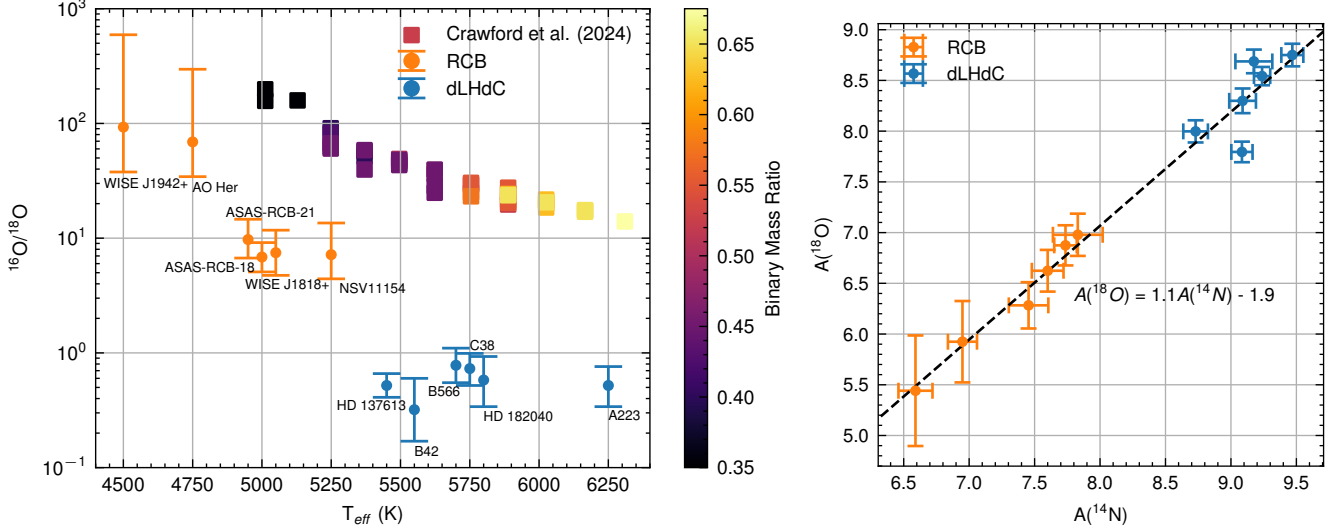 10³
10²
10¹
10⁰
10⁻¹
¹⁶O/¹⁸O
4500 4750 5000 5250 5500 5750 6000 6250
T_eff (K)
Crawford et al. (2024)
RCB
dLHdC
WISE J1942+
AO Her
ASAS-RCB-21
ASAS-RCB-18
WISE J1818+
NSV11154
C38
B566
HD 137613
HD 182040
B42
A223
0.65
0.60
0.55
0.50
0.45
0.40
0.35
Binary Mass Ratio
9.0
8.5
8.0
7.5
7.0
6.5
6.0
5.5
5.0
A(¹⁸O)
RCB
dLHdC
A(¹⁸O) = 1.1A(¹⁴N) - 1.9
6.5 7.0 7.5 8.0 8.5 9.0 9.5
A(¹⁴N)